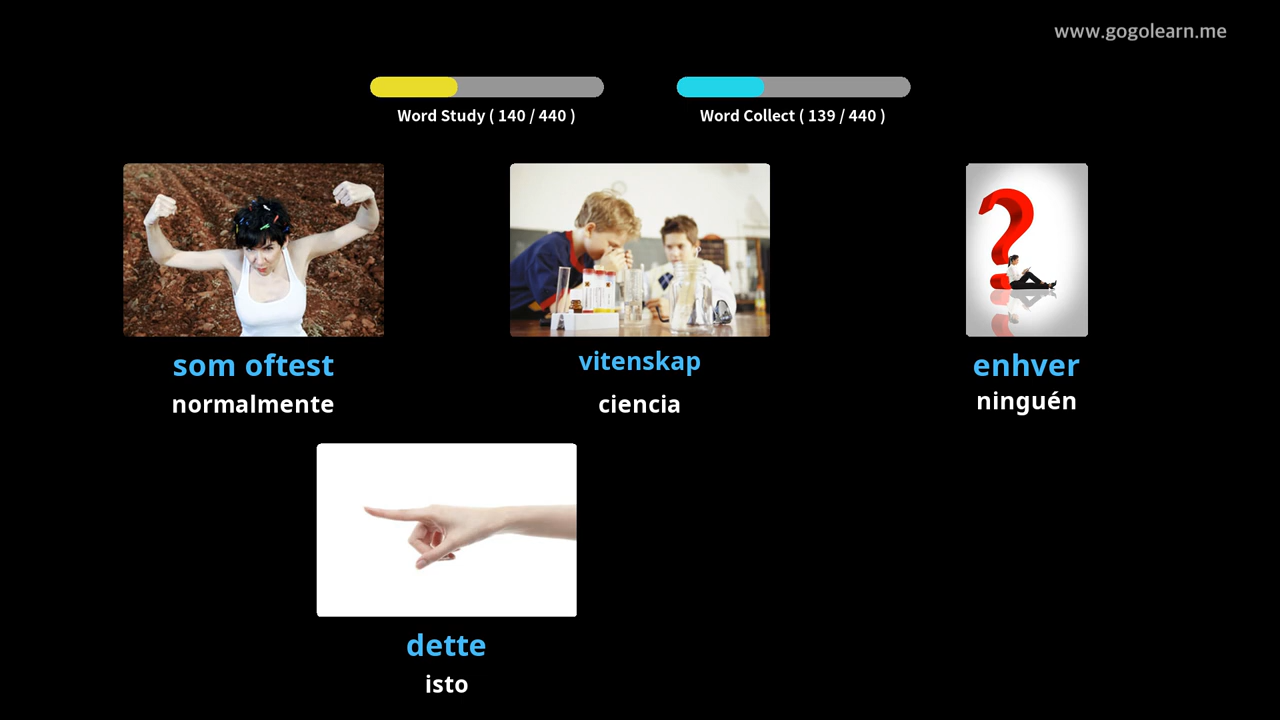 www.gogolearn.me
Word Study ( 140 / 440 )
Word Collect ( 139 / 440 )
som oftest
normalmente
vitenskap
ciencia
enhver
ninguén
dette
isto